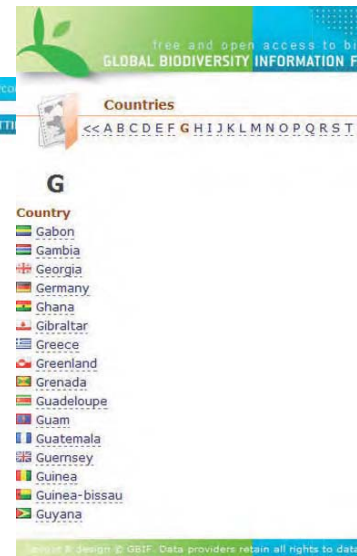 free and open access to bi
GLOBAL BIODIVERSITY INFORMATION F
Countries
<< A B C D E F G H I J K L M N O P Q R S T
G
Country
Gabon
Gambia
Georgia
Germany
Ghana
Gibraltar
Greece
Greenland
Grenada
Guadeloupe
Guam
Guatemala
Guernsey
Guinea
Guinea-bissau
Guyana
design © GBIF. Data providers retain all rights to data